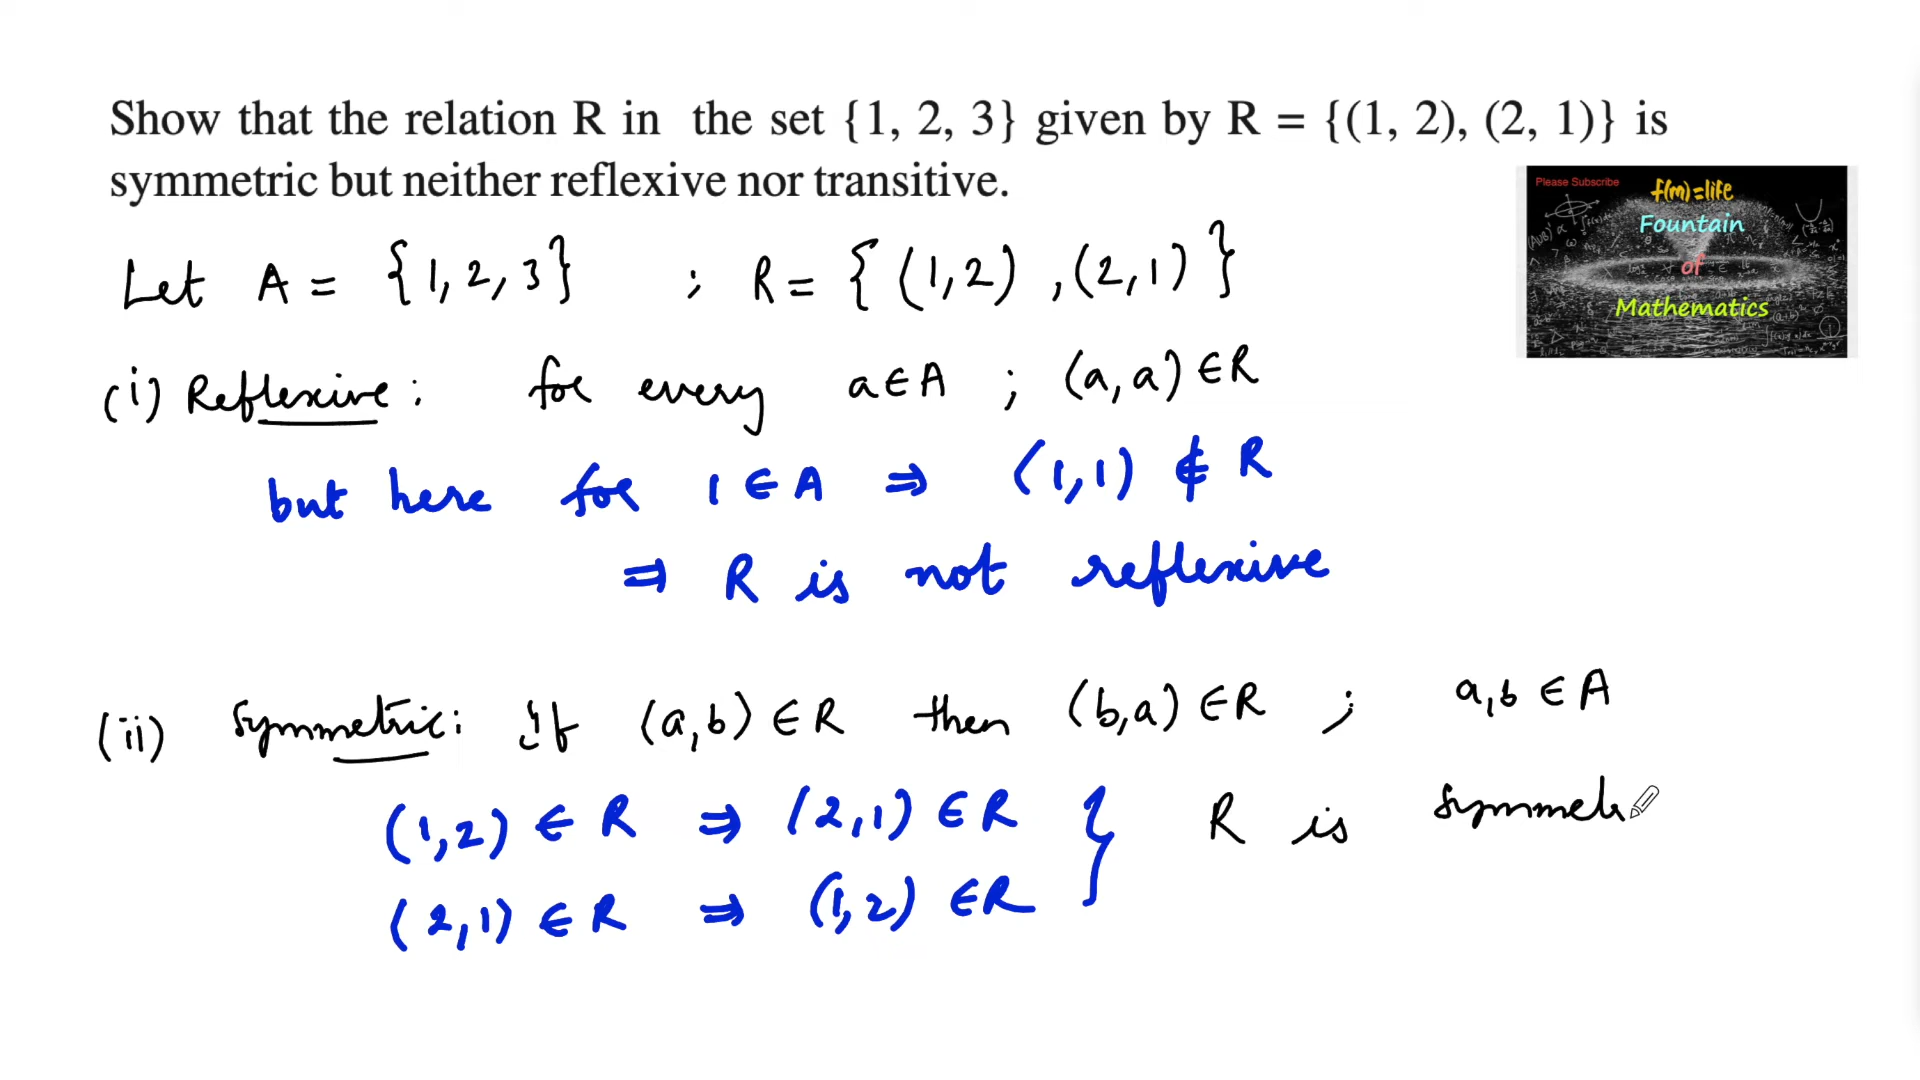 Show that the relation R in the set {1, 2, 3} given by R = {(1, 2), (2, 1)} is
symmetric but neither reflexive nor transitive.
Please Subscribe
f(m)=life
Fountain
of
Mathematics
Let A = {1, 2, 3} ; R = {(1,2) , (2,1)}
(i) Reflexive : for every a∈A ; (a, a) ∈R
but here for 1 ∈ A ⇒ (1,1) ∉ R
⇒ R is not reflexive
(ii) Symmetric : if (a,b) ∈ R then (b,a) ∈R ; a,b ∈ A
(1,2) ∈ R ⇒ (2,1) ∈ R } R is symmetr
(2,1) ∈ R ⇒ (1,2) ∈R